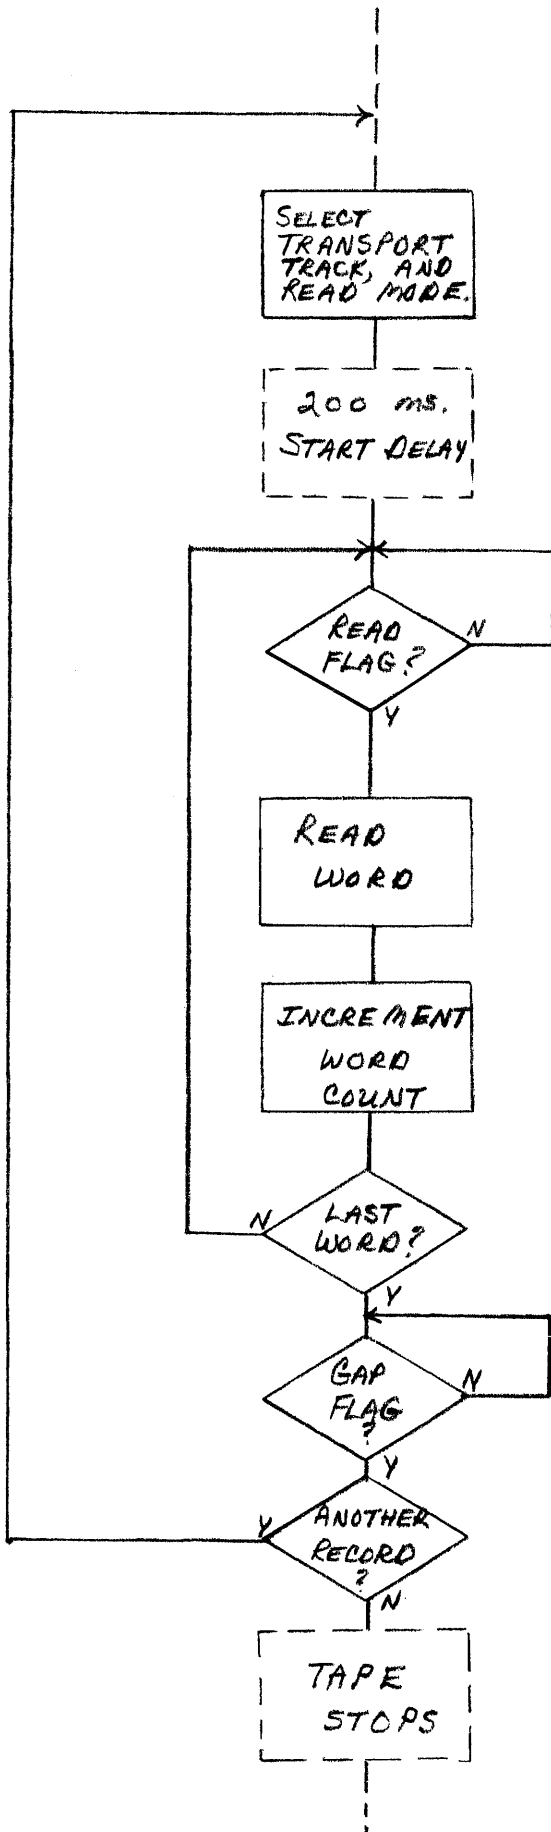 SELECT
TRANSPORT
TRACK, AND
READ MODE.
200 ms.
START DELAY
READ
FLAG?
N
Y
READ
WORD
INCREMENT
WORD
COUNT
LAST
WORD?
N
Y
GAP
FLAG
?
N
Y
ANOTHER
RECORD
?
Y
N
TAPE
STOPS